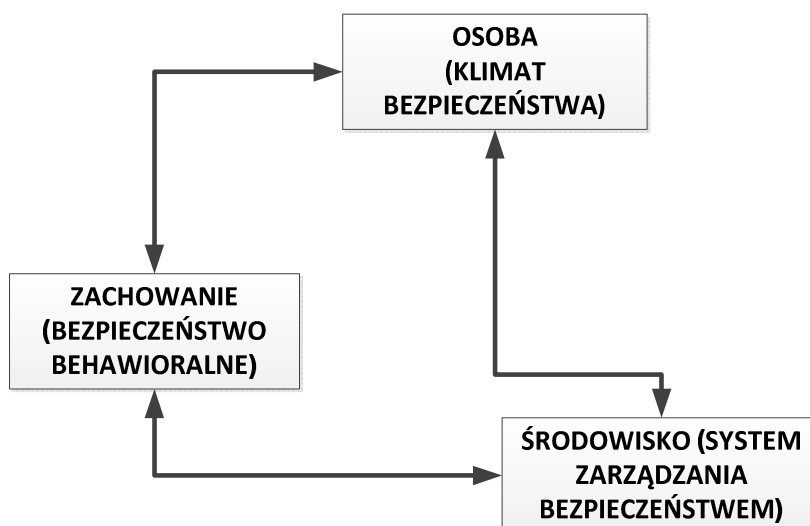 OSOBA
(KLIMAT
BEZPIECZEŃSTWA)
ZACHOWANIE
(BEZPIECZEŃSTWO
BEHAWIORALNE)
ŚRODOWISKO (SYSTEM
ZARZĄDZANIA
BEZPIECZEŃSTWEM)